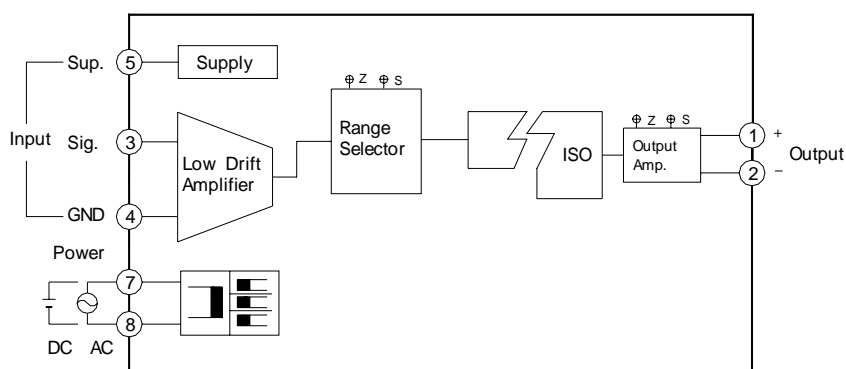 Sup. 5 Supply
Z S
Input
Sig. 3
Low Drift
Amplifier
Range
Selector
ISO
Z S
Output
Amp.
1 +
2 −
Output
GND 4
Power
7
8
DC AC